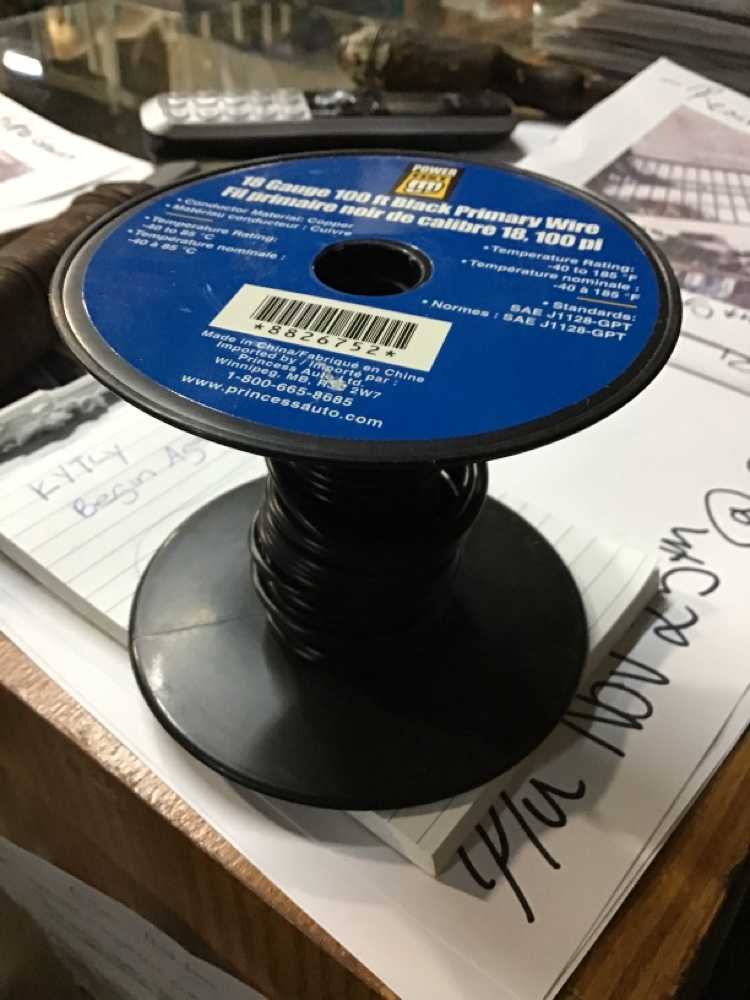 POWER
FIST
18 Gauge 100 ft Black Primary Wire
Fil primaire noir de calibre 18, 100 pi
• Conductor Material: Copper
• Matériau conducteur : Cuivre
• Temperature Rating:
-40 to 85 °C
• Température nominale :
-40 à 85 °C
• Temperature Rating:
-40 to 185 °F
• Température nominale :
-40 à 185 °F
• Standards:
SAE J1128-GPT
• Normes : SAE J1128-GPT
*8826752*
Made in China/Fabriqué en Chine
Imported by / Importé par :
Princess Auto Ltd.
Winnipeg, MB. 2W7
1-800-665-8685
www.princessauto.com
Begin
P/u Nov 25th @